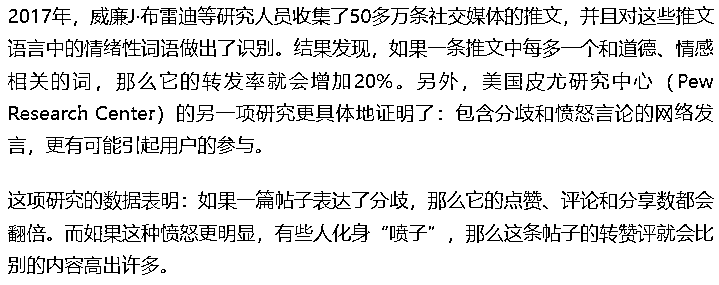 2017年，威廉J·布雷迪等研究人员收集了50多万条社交媒体的推文，并且对这些推文
语言中的情绪性词语做出了识别。结果发现，如果一条推文中每多一个和道德、情感
相关的词，那么它的转发率就会增加20%。另外，美国皮尤研究中心（Pew
Research Center）的另一项研究更具体地证明了：包含分歧和愤怒言论的网络发
言，更有可能引起用户的参与。
这项研究的数据表明：如果一篇帖子表达了分歧，那么它的点赞、评论和分享数都会
翻倍。而如果这种愤怒更明显，有些人化身“喷子”，那么这条帖子的转赞评就会比
别的内容高出许多。